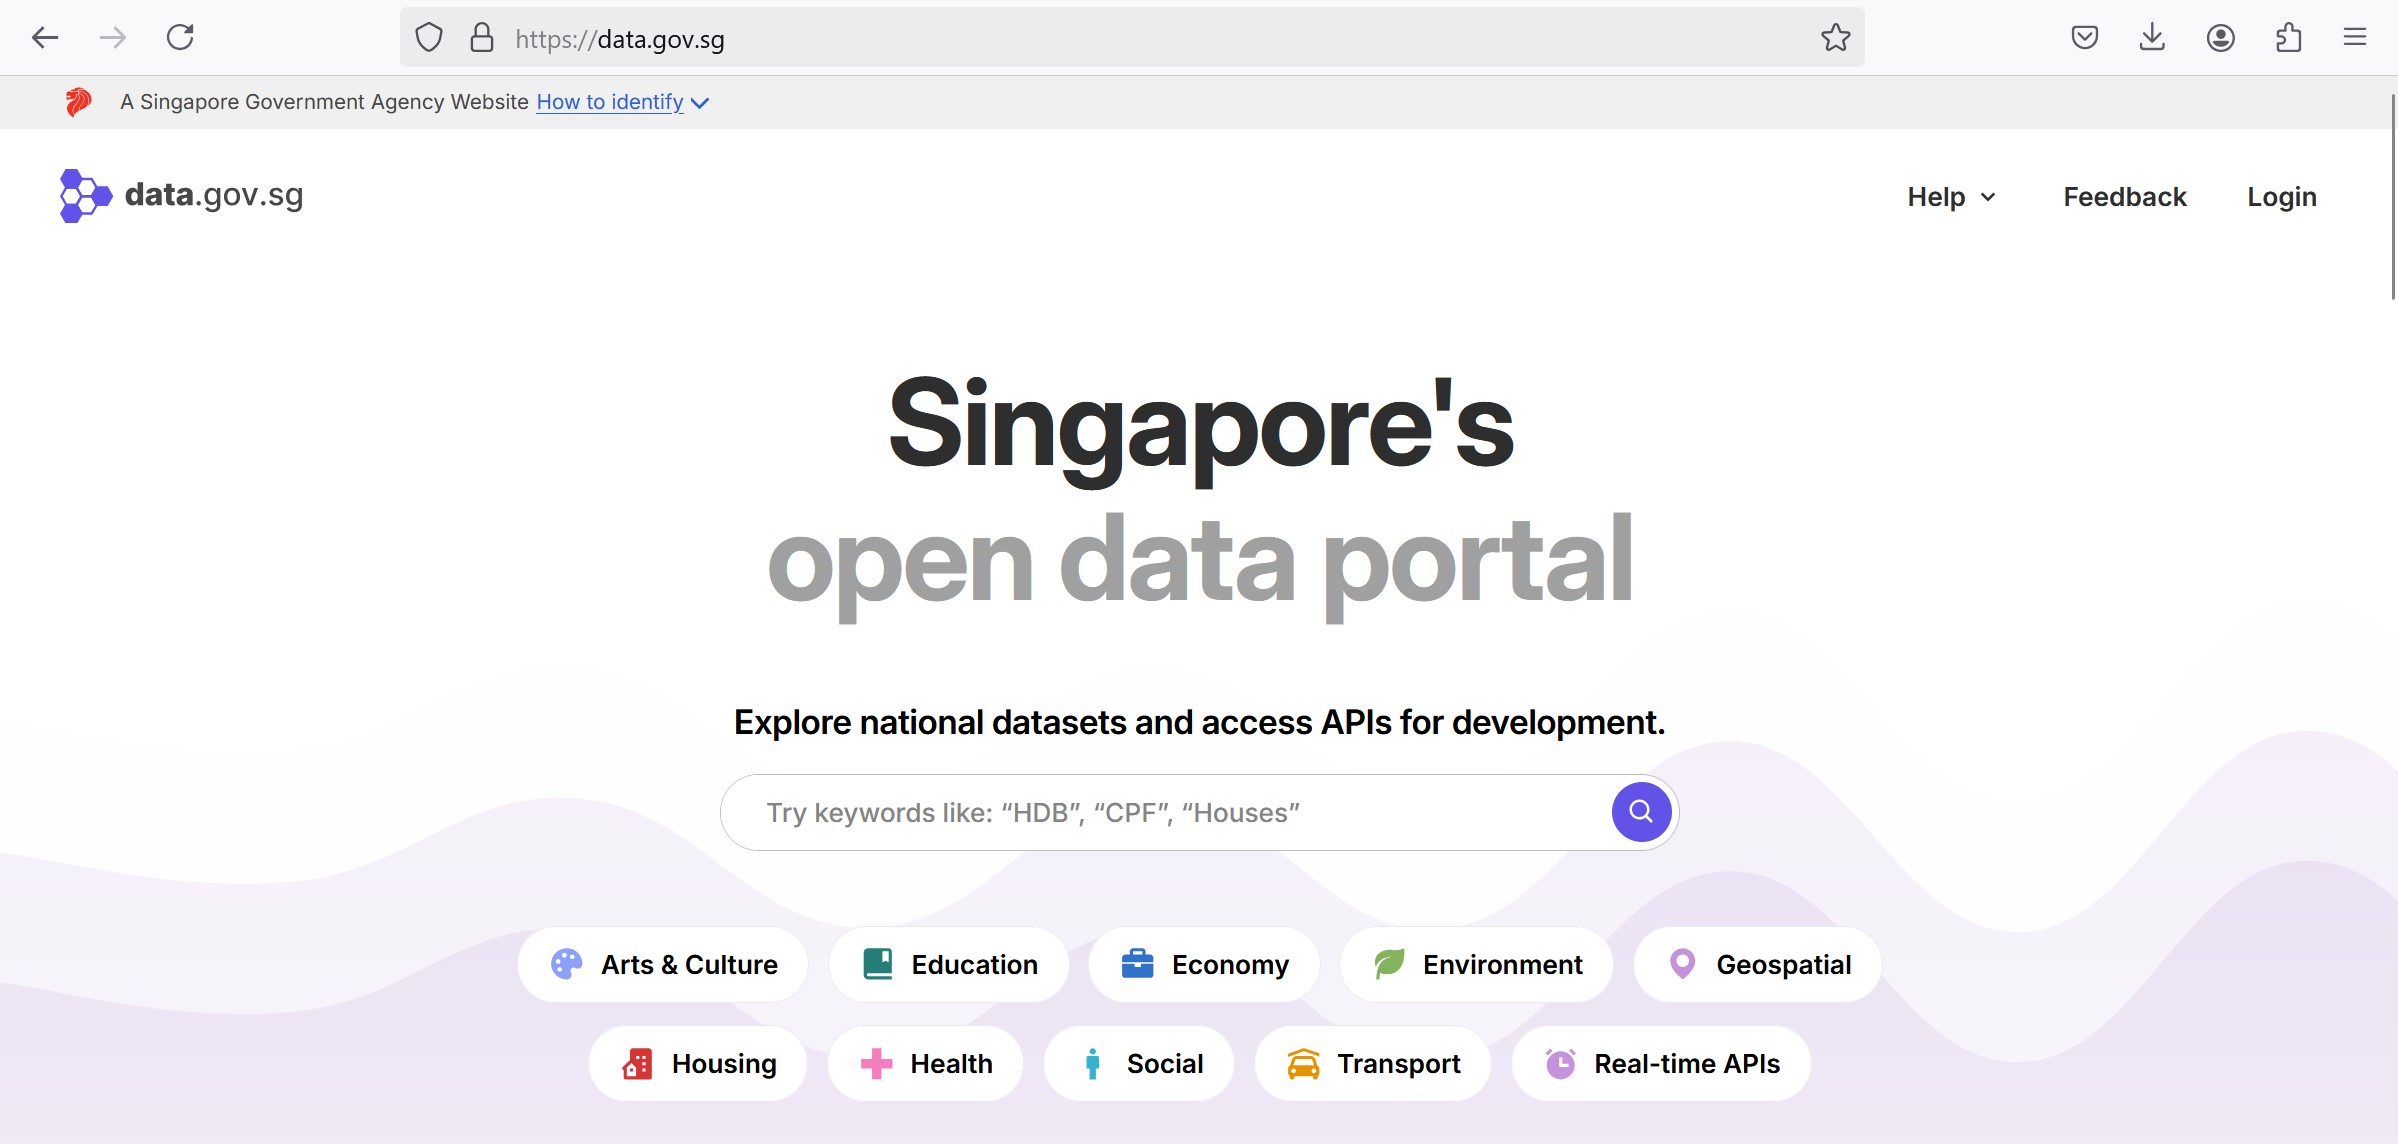 https://data.gov.sg
A Singapore Government Agency Website How to identify
data.gov.sg
Help
Feedback
Login
Singapore's
open data portal
Explore national datasets and access APIs for development.
Try keywords like: “HDB”, “CPF”, “Houses”
Arts & Culture
Education
Economy
Environment
Geospatial
Housing
Health
Social
Transport
Real-time APIs